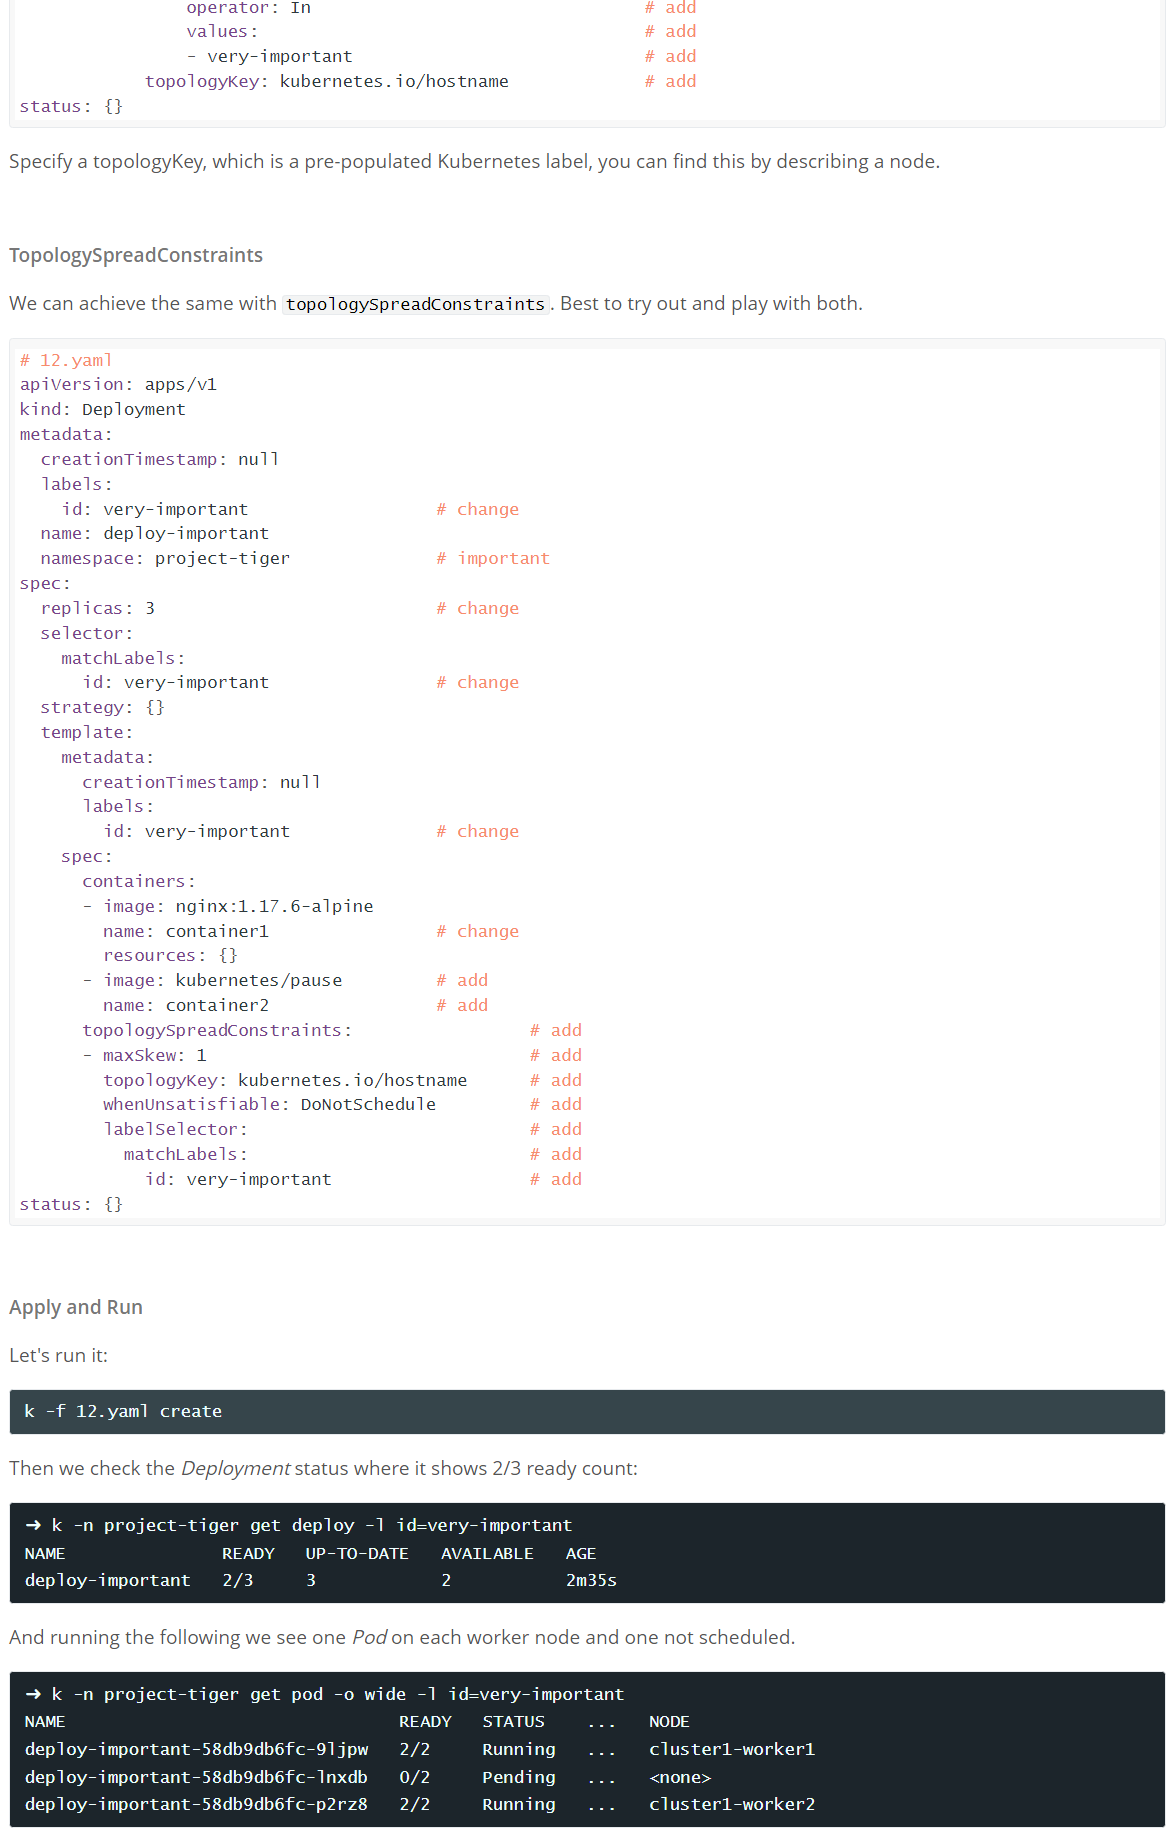 operator: In                                # add
                values:                                     # add
                - very-important                            # add
            topologyKey: kubernetes.io/hostname             # add
status: {}
Specify a topologyKey, which is a pre-populated Kubernetes label, you can find this by describing a node.
TopologySpreadConstraints
We can achieve the same with topologySpreadConstraints. Best to try out and play with both.
# 12.yaml
apiVersion: apps/v1
kind: Deployment
metadata:
  creationTimestamp: null
  labels:
    id: very-important                  # change
  name: deploy-important
  namespace: project-tiger              # important
spec:
  replicas: 3                           # change
  selector:
    matchLabels:
      id: very-important                # change
  strategy: {}
  template:
    metadata:
      creationTimestamp: null
      labels:
        id: very-important              # change
    spec:
      containers:
      - image: nginx:1.17.6-alpine
        name: container1                # change
        resources: {}
      - image: kubernetes/pause         # add
        name: container2                # add
      topologySpreadConstraints:                 # add
      - maxSkew: 1                               # add
        topologyKey: kubernetes.io/hostname      # add
        whenUnsatisfiable: DoNotSchedule         # add
        labelSelector:                           # add
          matchLabels:                           # add
            id: very-important                   # add
status: {}
Apply and Run
Let's run it:
k -f 12.yaml create
Then we check the Deployment status where it shows 2/3 ready count:
➜ k -n project-tiger get deploy -l id=very-important
NAME               READY   UP-TO-DATE   AVAILABLE   AGE
deploy-important   2/3     3            2           2m35s
And running the following we see one Pod on each worker node and one not scheduled.
➜ k -n project-tiger get pod -o wide -l id=very-important
NAME                                READY   STATUS    ...   NODE
deploy-important-58db9db6fc-9ljpw   2/2     Running   ...   cluster1-worker1
deploy-important-58db9db6fc-lnxdb   0/2     Pending   ...   <none>
deploy-important-58db9db6fc-p2rz8   2/2     Running   ...   cluster1-worker2